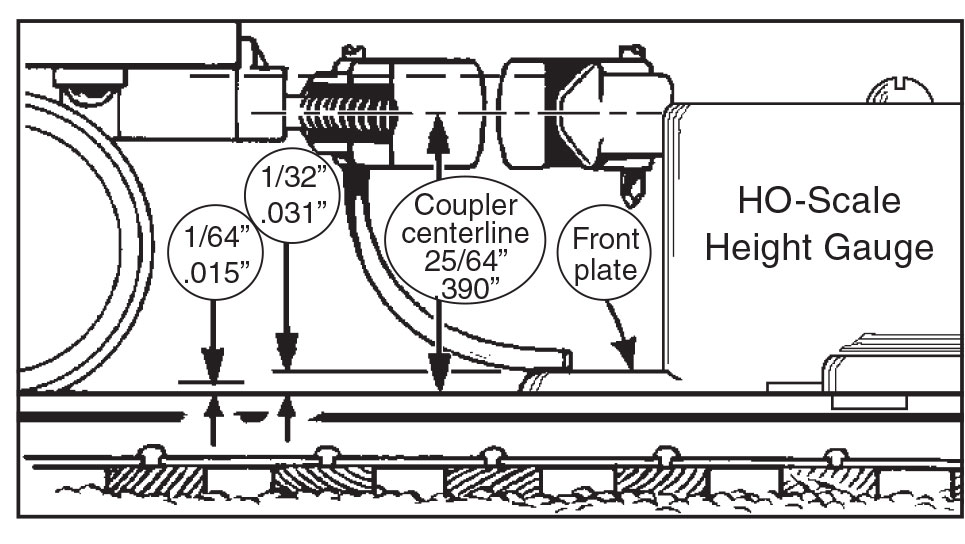 1/32”
.031”
1/64”
.015”
Coupler
centerline
25/64”
.390”
Front
plate
HO-Scale
Height Gauge